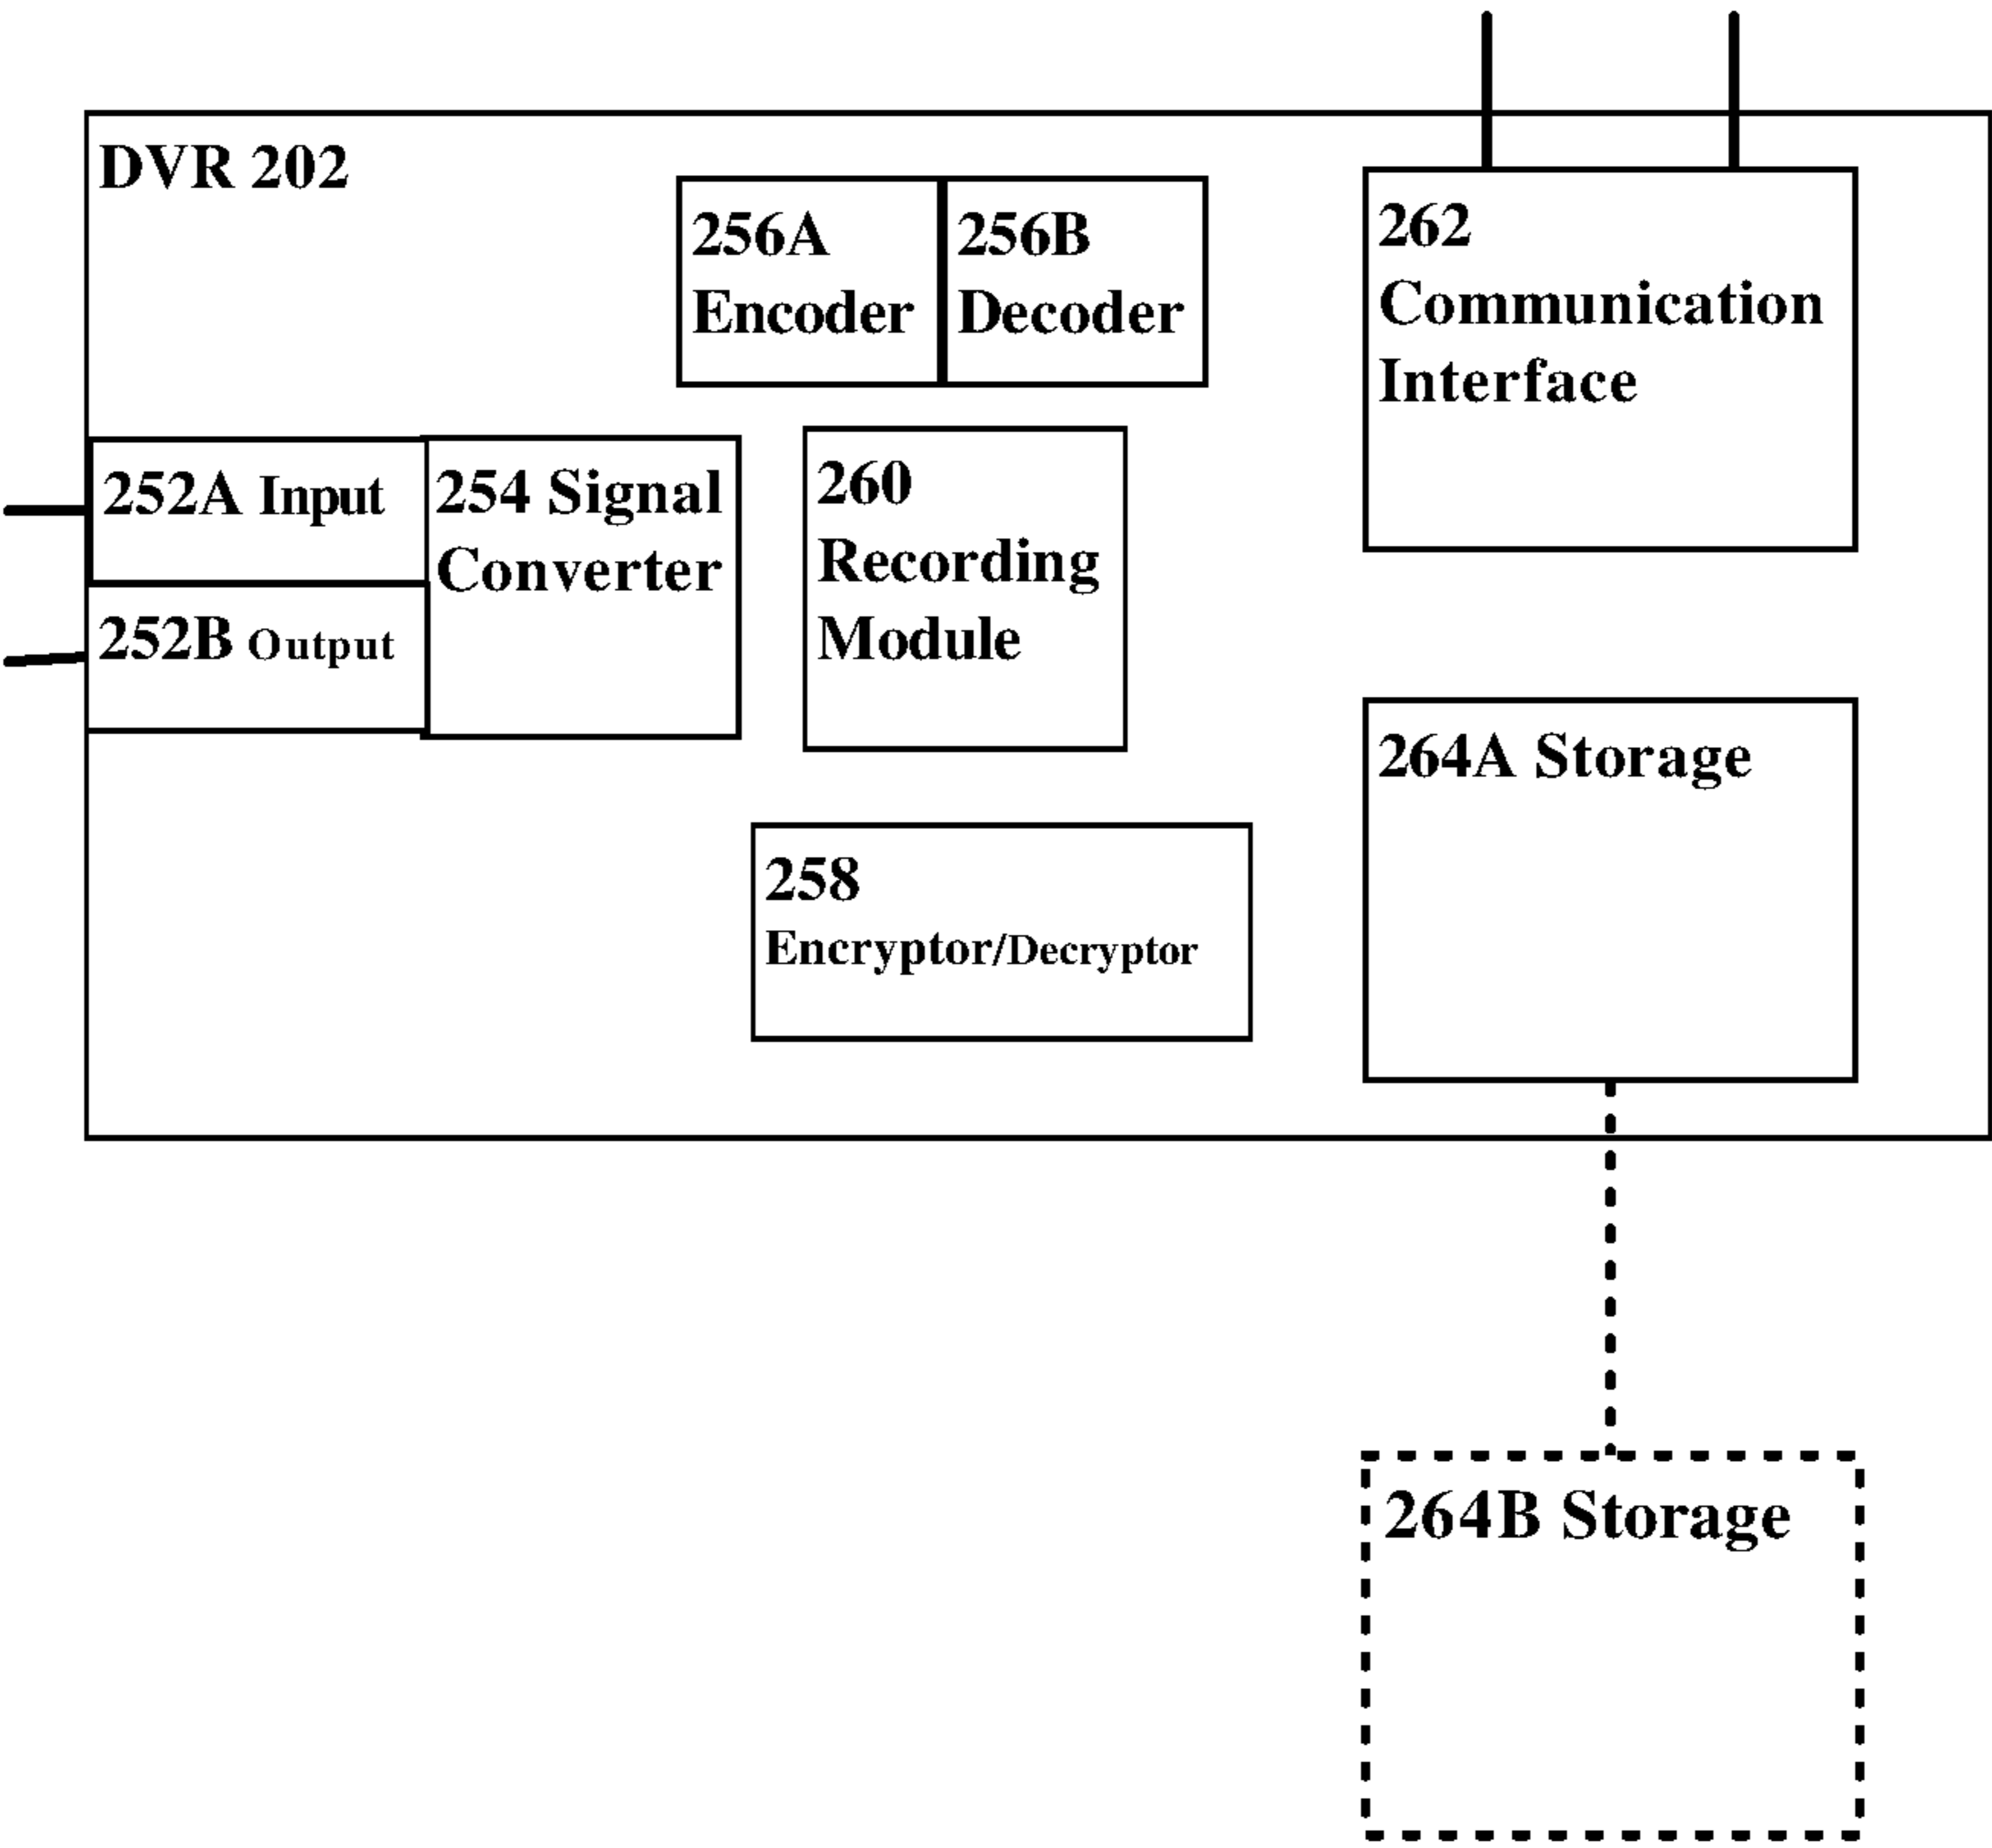 DVR 202
256A
Encoder
256B
Decoder
262
Communication
Interface
252A Input
252B Output
254 Signal
Converter
260
Recording
Module
264A Storage
258
Encryptor/Decryptor
264B Storage